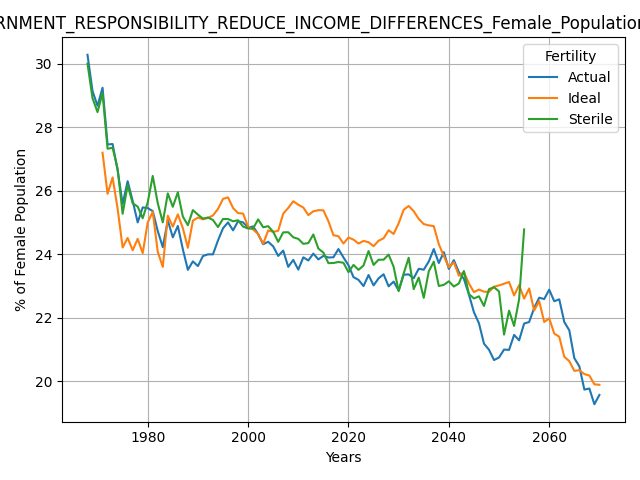 RNMENT_RESPONSIBILITY_REDUCE_INCOME_DIFFERENCES_Female_Population
Fertility
Actual
Ideal
Sterile
% of Female Population
30
28
26
24
22
20
1980
2000
2020
2040
2060
Years